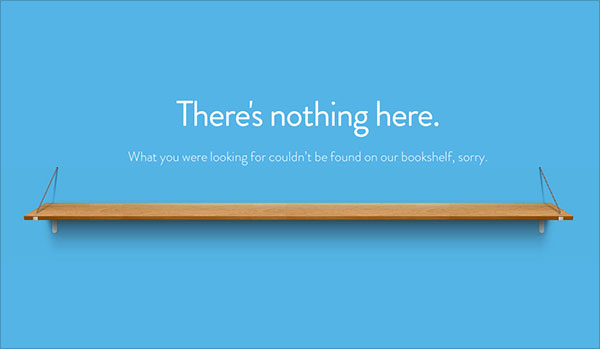 There's nothing here.
What you were looking for couldn't be found on our bookshelf, sorry.